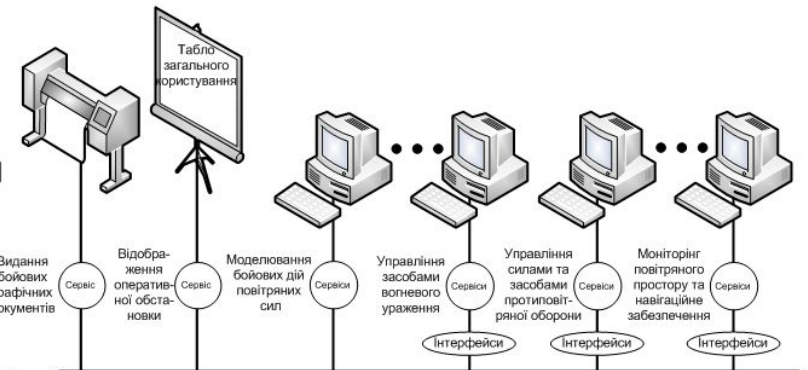 Табло
загального
користування
Видання
бойових
графічних
документів
Сервіс
Відобра-
ження
оператив-
ної обста-
новки
Сервіс
Моделювання
бойових дій
повітряних
сил
Сервіси
Управління
засобами
вогневого
ураження
Сервіси
Інтерфейси
Управління
силами та
засобами
протиповіт-
ряної оборони
Сервіси
Інтерфейси
Моніторінг
повітряного
простору та
навігаційне
забезпечення
Сервіси
Інтерфейси